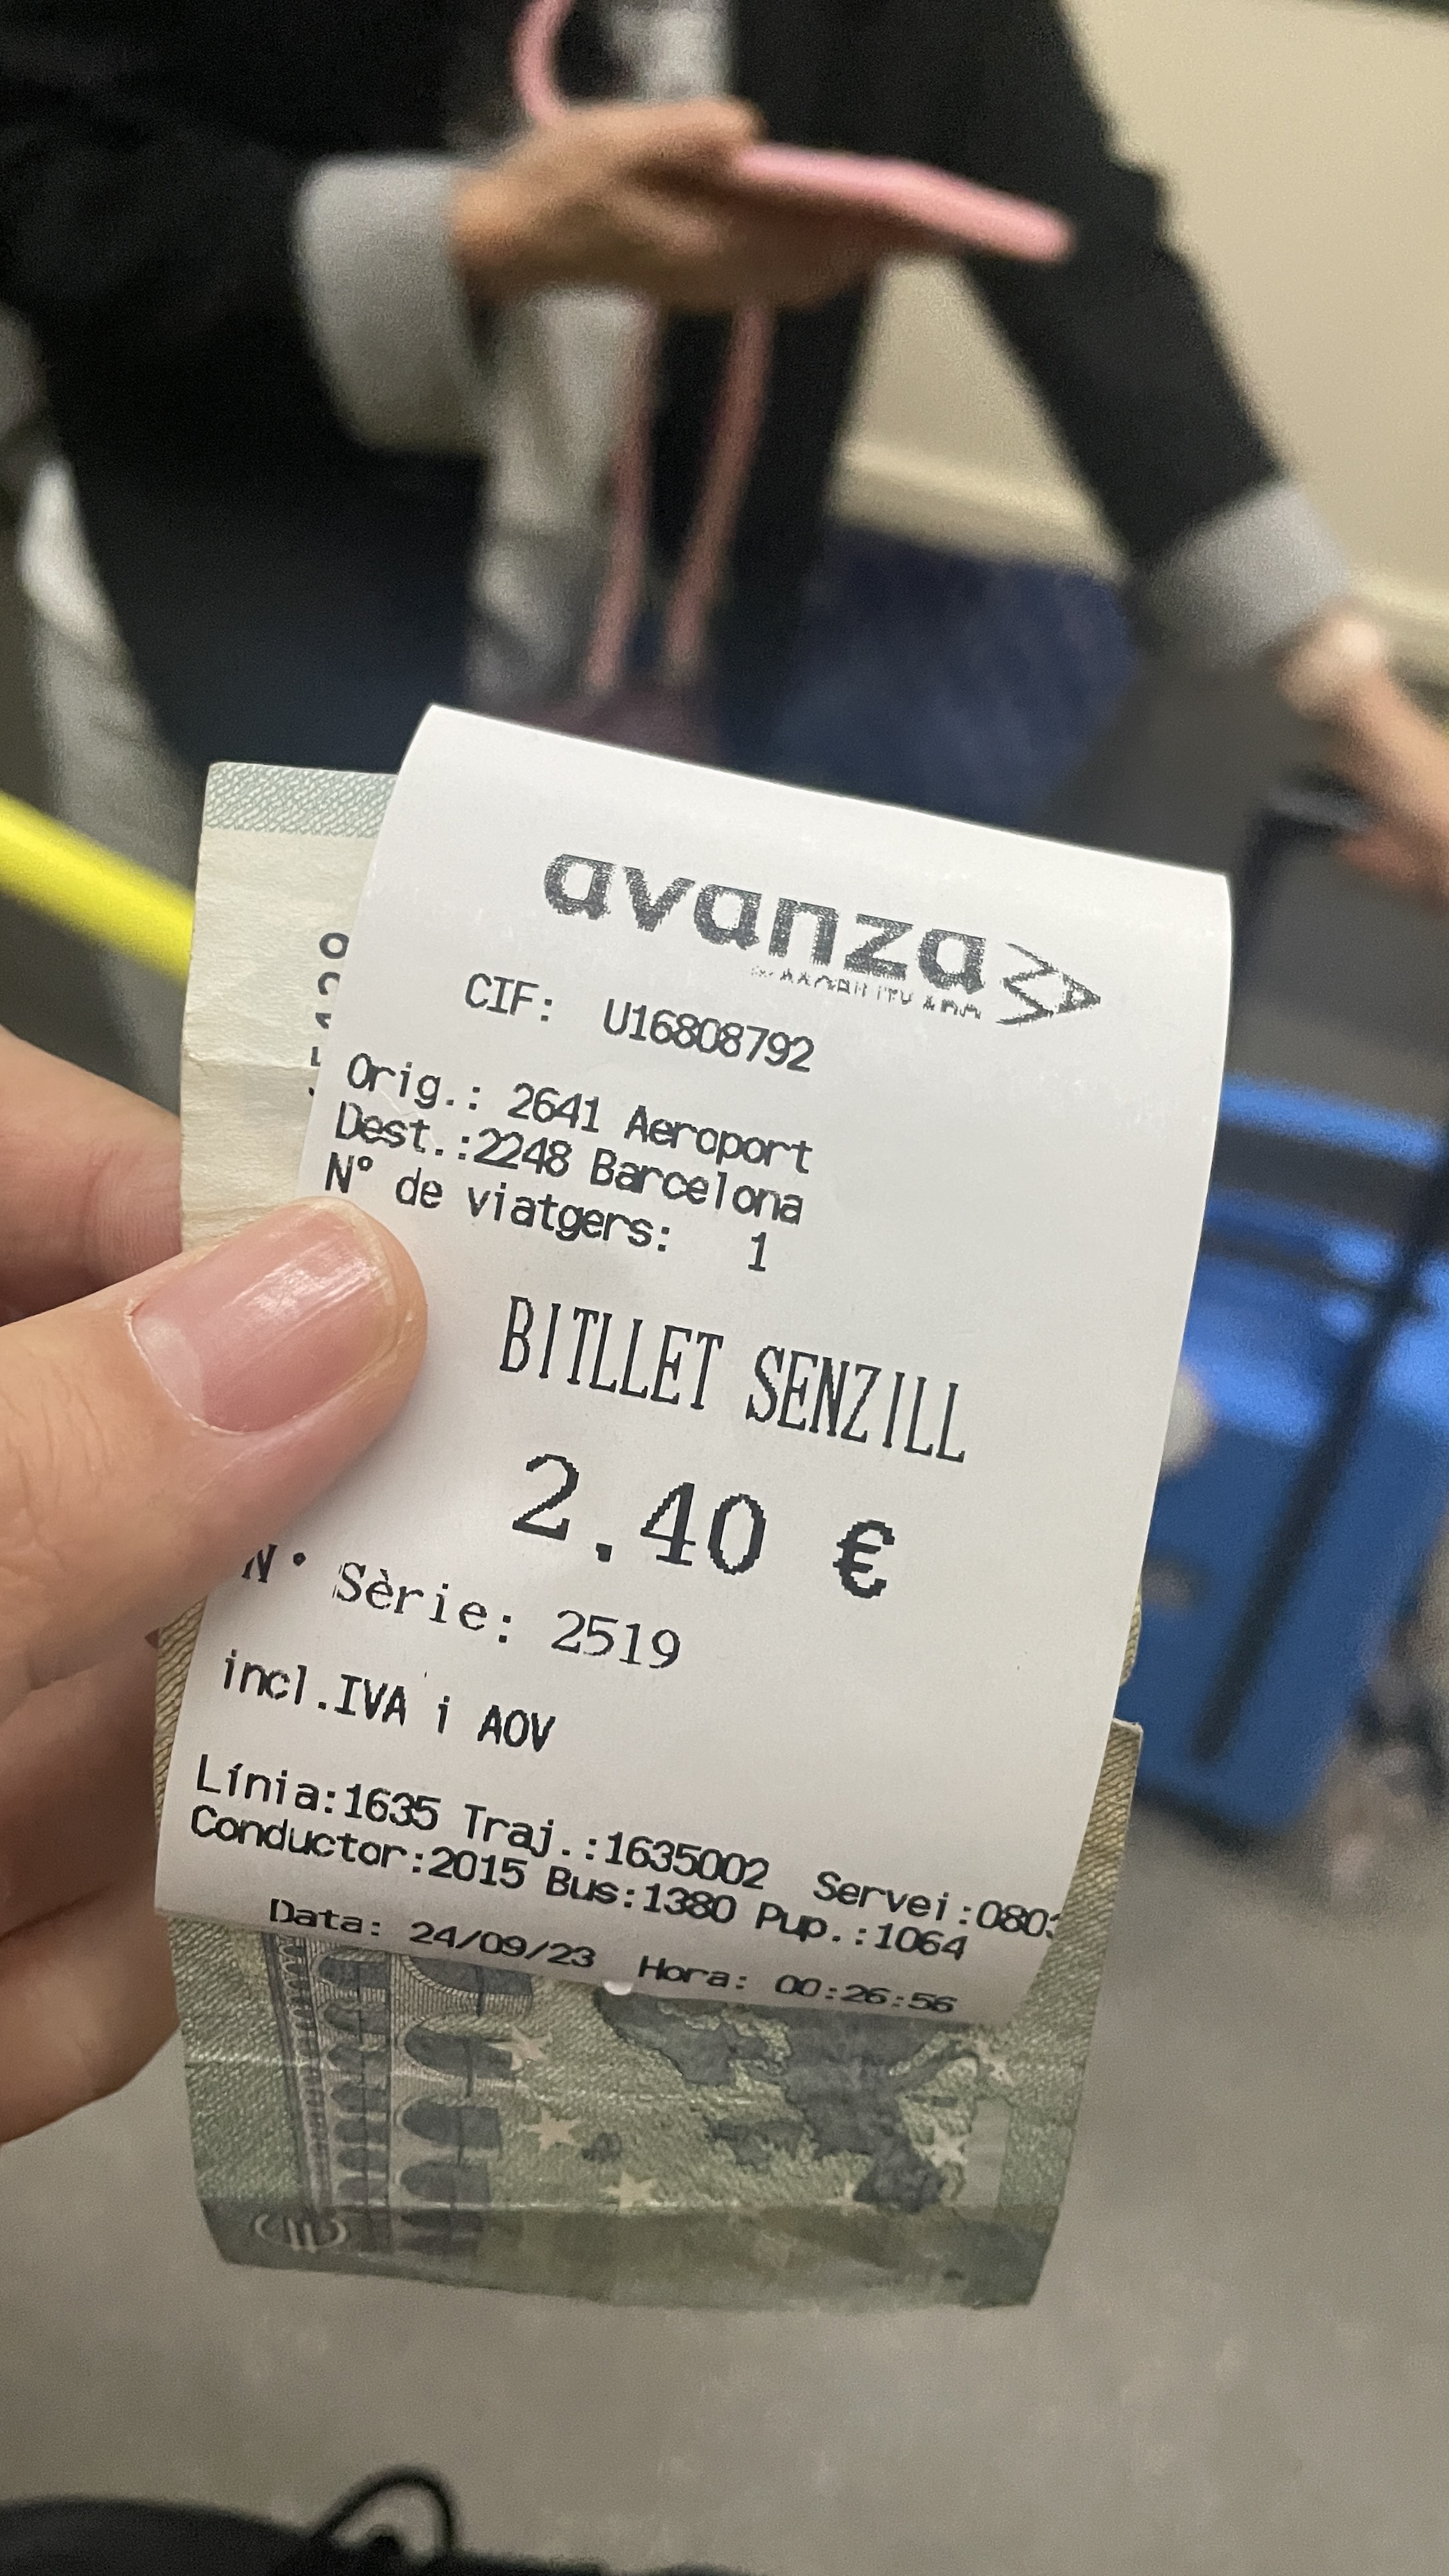 avanza
CIF: U16808792
Orig.: 2641 Aeroport
Dest.:2248 Barcelona
Nº de viatgers: 1
BITLLET SENZILL
2.40 €
N° Sèrie: 2519
incl.IVA i AOV
Línia:1635 Traj.:1635002 Servei:080
Conductor:2015 Bus:1380 Pup.:1064
Data: 24/09/23 Hora: 00:26:56